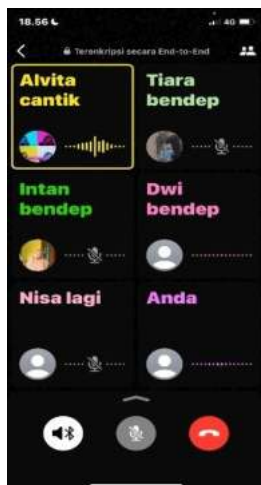 18.56
4G
Terenkripsi secara End-to-End
Alvita
cantik
Tiara
bendep
Intan
bendep
Dwi
bendep
Nisa lagi
Anda